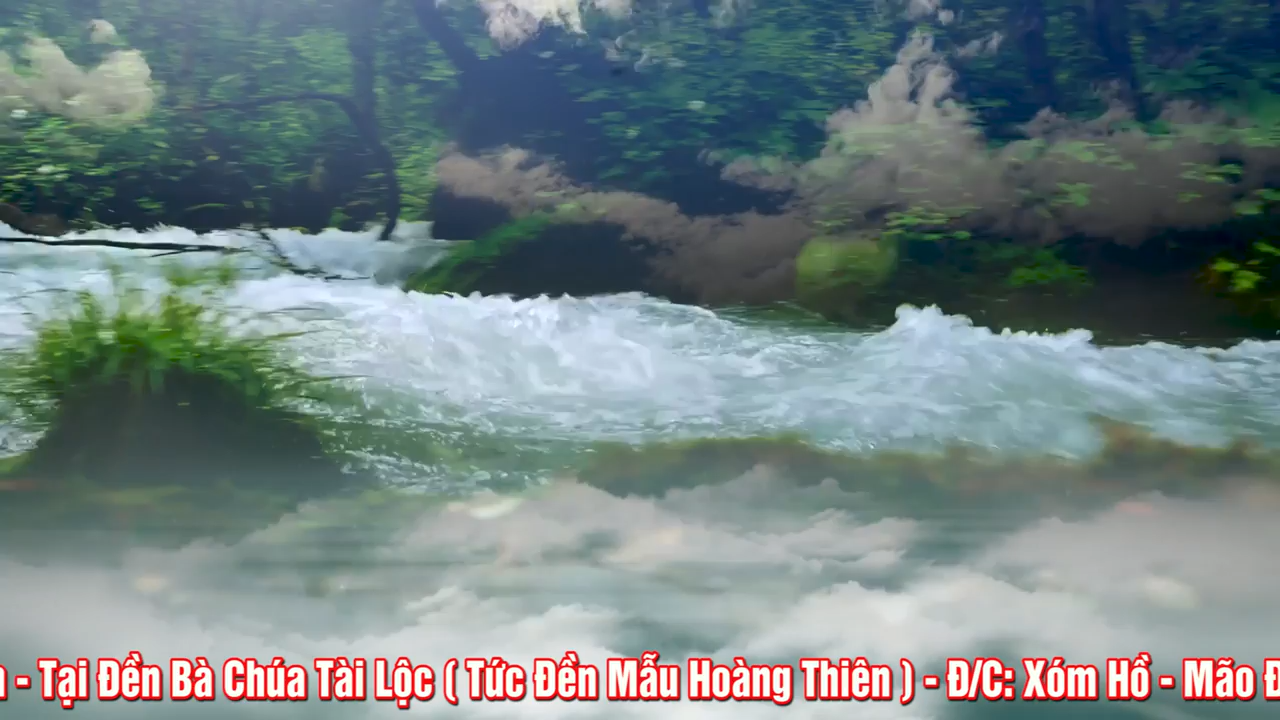 - Tại Đền Bà Chúa Tài Lộc ( Tức Đền Mẫu Hoàng Thiên ) - Đ/C: Xóm Hồ - Mão